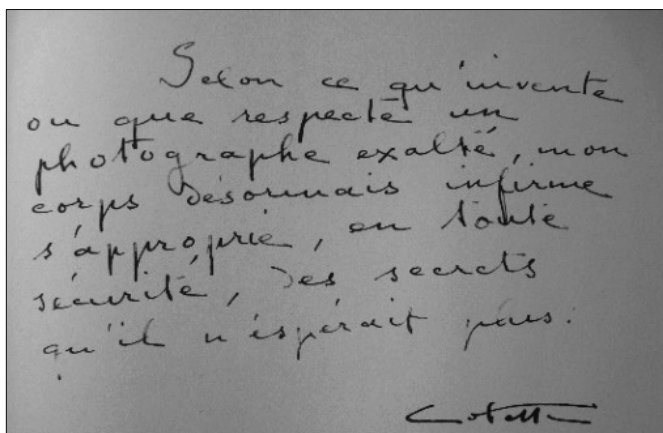 Selon ce qu'invente
ou que respecte un
photographe exalté, mon
corps désormais infirme
s'approprie, en toute
sécurité, des secrets
qu'il n'espérait plus.
Colette